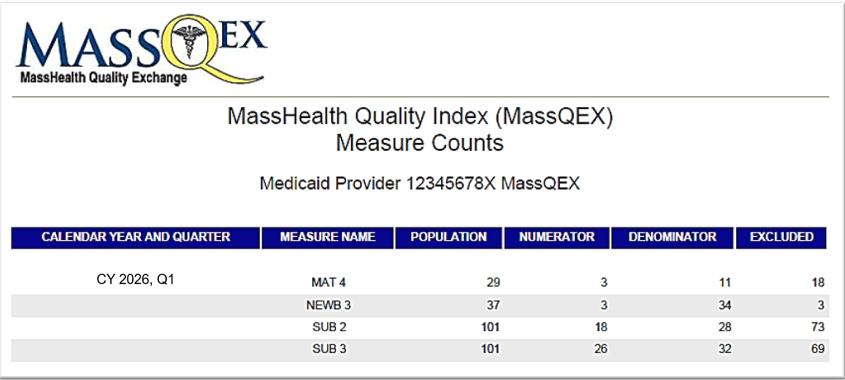 MASSQEX
MassHealth Quality Exchange
MassHealth Quality Index (MassQEX)
Measure Counts
Medicaid Provider 12345678X MassQEX
CALENDAR YEAR AND QUARTER MEASURE NAME POPULATION NUMERATOR DENOMINATOR EXCLUDED
CY 2026, Q1 MAT 4 29 3 11 18
NEWB 3 37 3 34 3
SUB 2 101 18 28 73
SUB 3 101 26 32 69